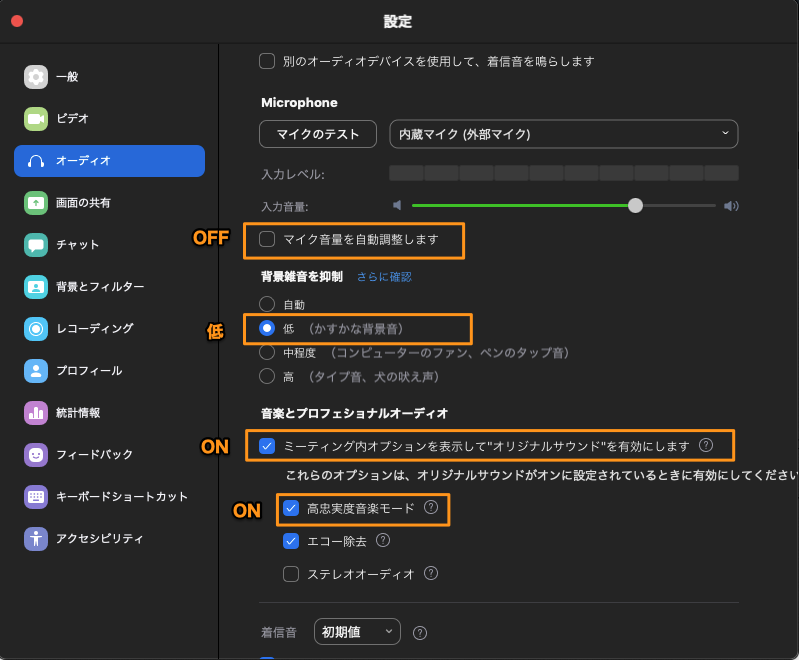 設定
一般
ビデオ
オーディオ
画面の共有
チャット
背景とフィルター
レコーディング
プロフィール
統計情報
フィードバック
キーボードショートカット
アクセシビリティ
別のオーディオデバイスを使用して、着信音を鳴らします
Microphone
マイクのテスト 内蔵マイク (外部マイク)
入力レベル:
入力音量:
OFF マイク音量を自動調整します
背景雑音を抑制 さらに確認
自動
低 低 （かすかな背景音）
中程度 （コンピューターのファン、ペンのタップ音）
高 （タイプ音、犬の吠え声）
音楽とプロフェショナルオーディオ
ON ミーティング内オプションを表示して"オリジナルサウンド"を有効にします ?
これらのオプションは、オリジナルサウンドがオンに設定されているときに有効にしてください
ON 高忠実度音楽モード ?
エコー除去 ?
ステレオオーディオ ?
着信音 初期値 ?